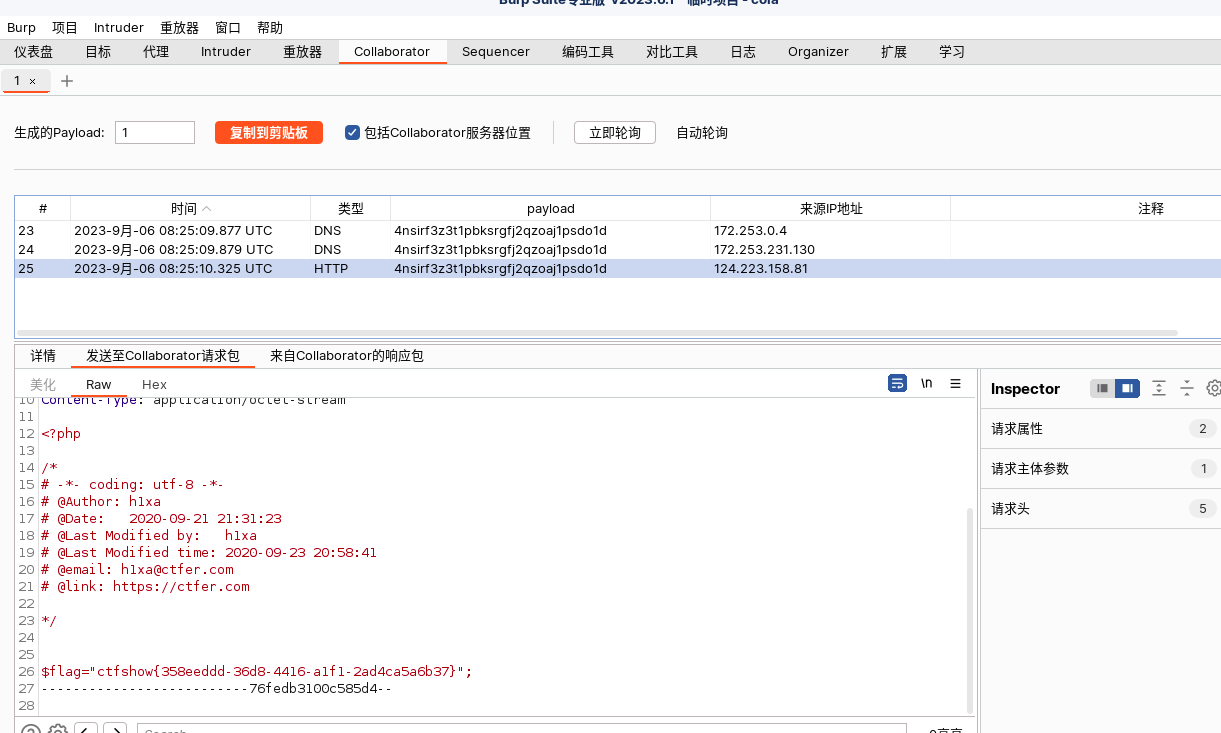 Burp Suite专业版 v2023.6.1 - 临时项目 - cola
Burp 项目 Intruder 重放器 窗口 帮助
仪表盘 目标 代理 Intruder 重放器 Collaborator Sequencer 编码工具 对比工具 日志 Organizer 扩展 学习
1 × +
生成的Payload: 1 复制到剪贴板 包括Collaborator服务器位置 立即轮询 自动轮询
# 时间 类型 payload 来源IP地址 注释
23 2023-9月-06 08:25:09.877 UTC DNS 4nsirf3z3t1pbksrgfj2qzoaj1psdo1d 172.253.0.4
24 2023-9月-06 08:25:09.879 UTC DNS 4nsirf3z3t1pbksrgfj2qzoaj1psdo1d 172.253.231.130
25 2023-9月-06 08:25:10.325 UTC HTTP 4nsirf3z3t1pbksrgfj2qzoaj1psdo1d 124.223.158.81
详情 发送至Collaborator请求包 来自Collaborator的响应包
美化 Raw Hex \n
Inspector
请求属性 2
请求主体参数 1
请求头 5
10 Content-Type: application/octet-stream
11
12 <?php
13
14 /*
15 # -*- coding: utf-8 -*-
16 # @Author: h1xa
17 # @Date:   2020-09-21 21:31:23
18 # @Last Modified by:   h1xa
19 # @Last Modified time: 2020-09-23 20:58:41
20 # @email: h1xa@ctfer.com
21 # @link: https://ctfer.com
22
23 */
24
25
26 $flag="ctfshow{358eeddd-36d8-4416-a1f1-2ad4ca5a6b37}";
27 --------------------------76fedb3100c585d4--
28
Search... 0高亮